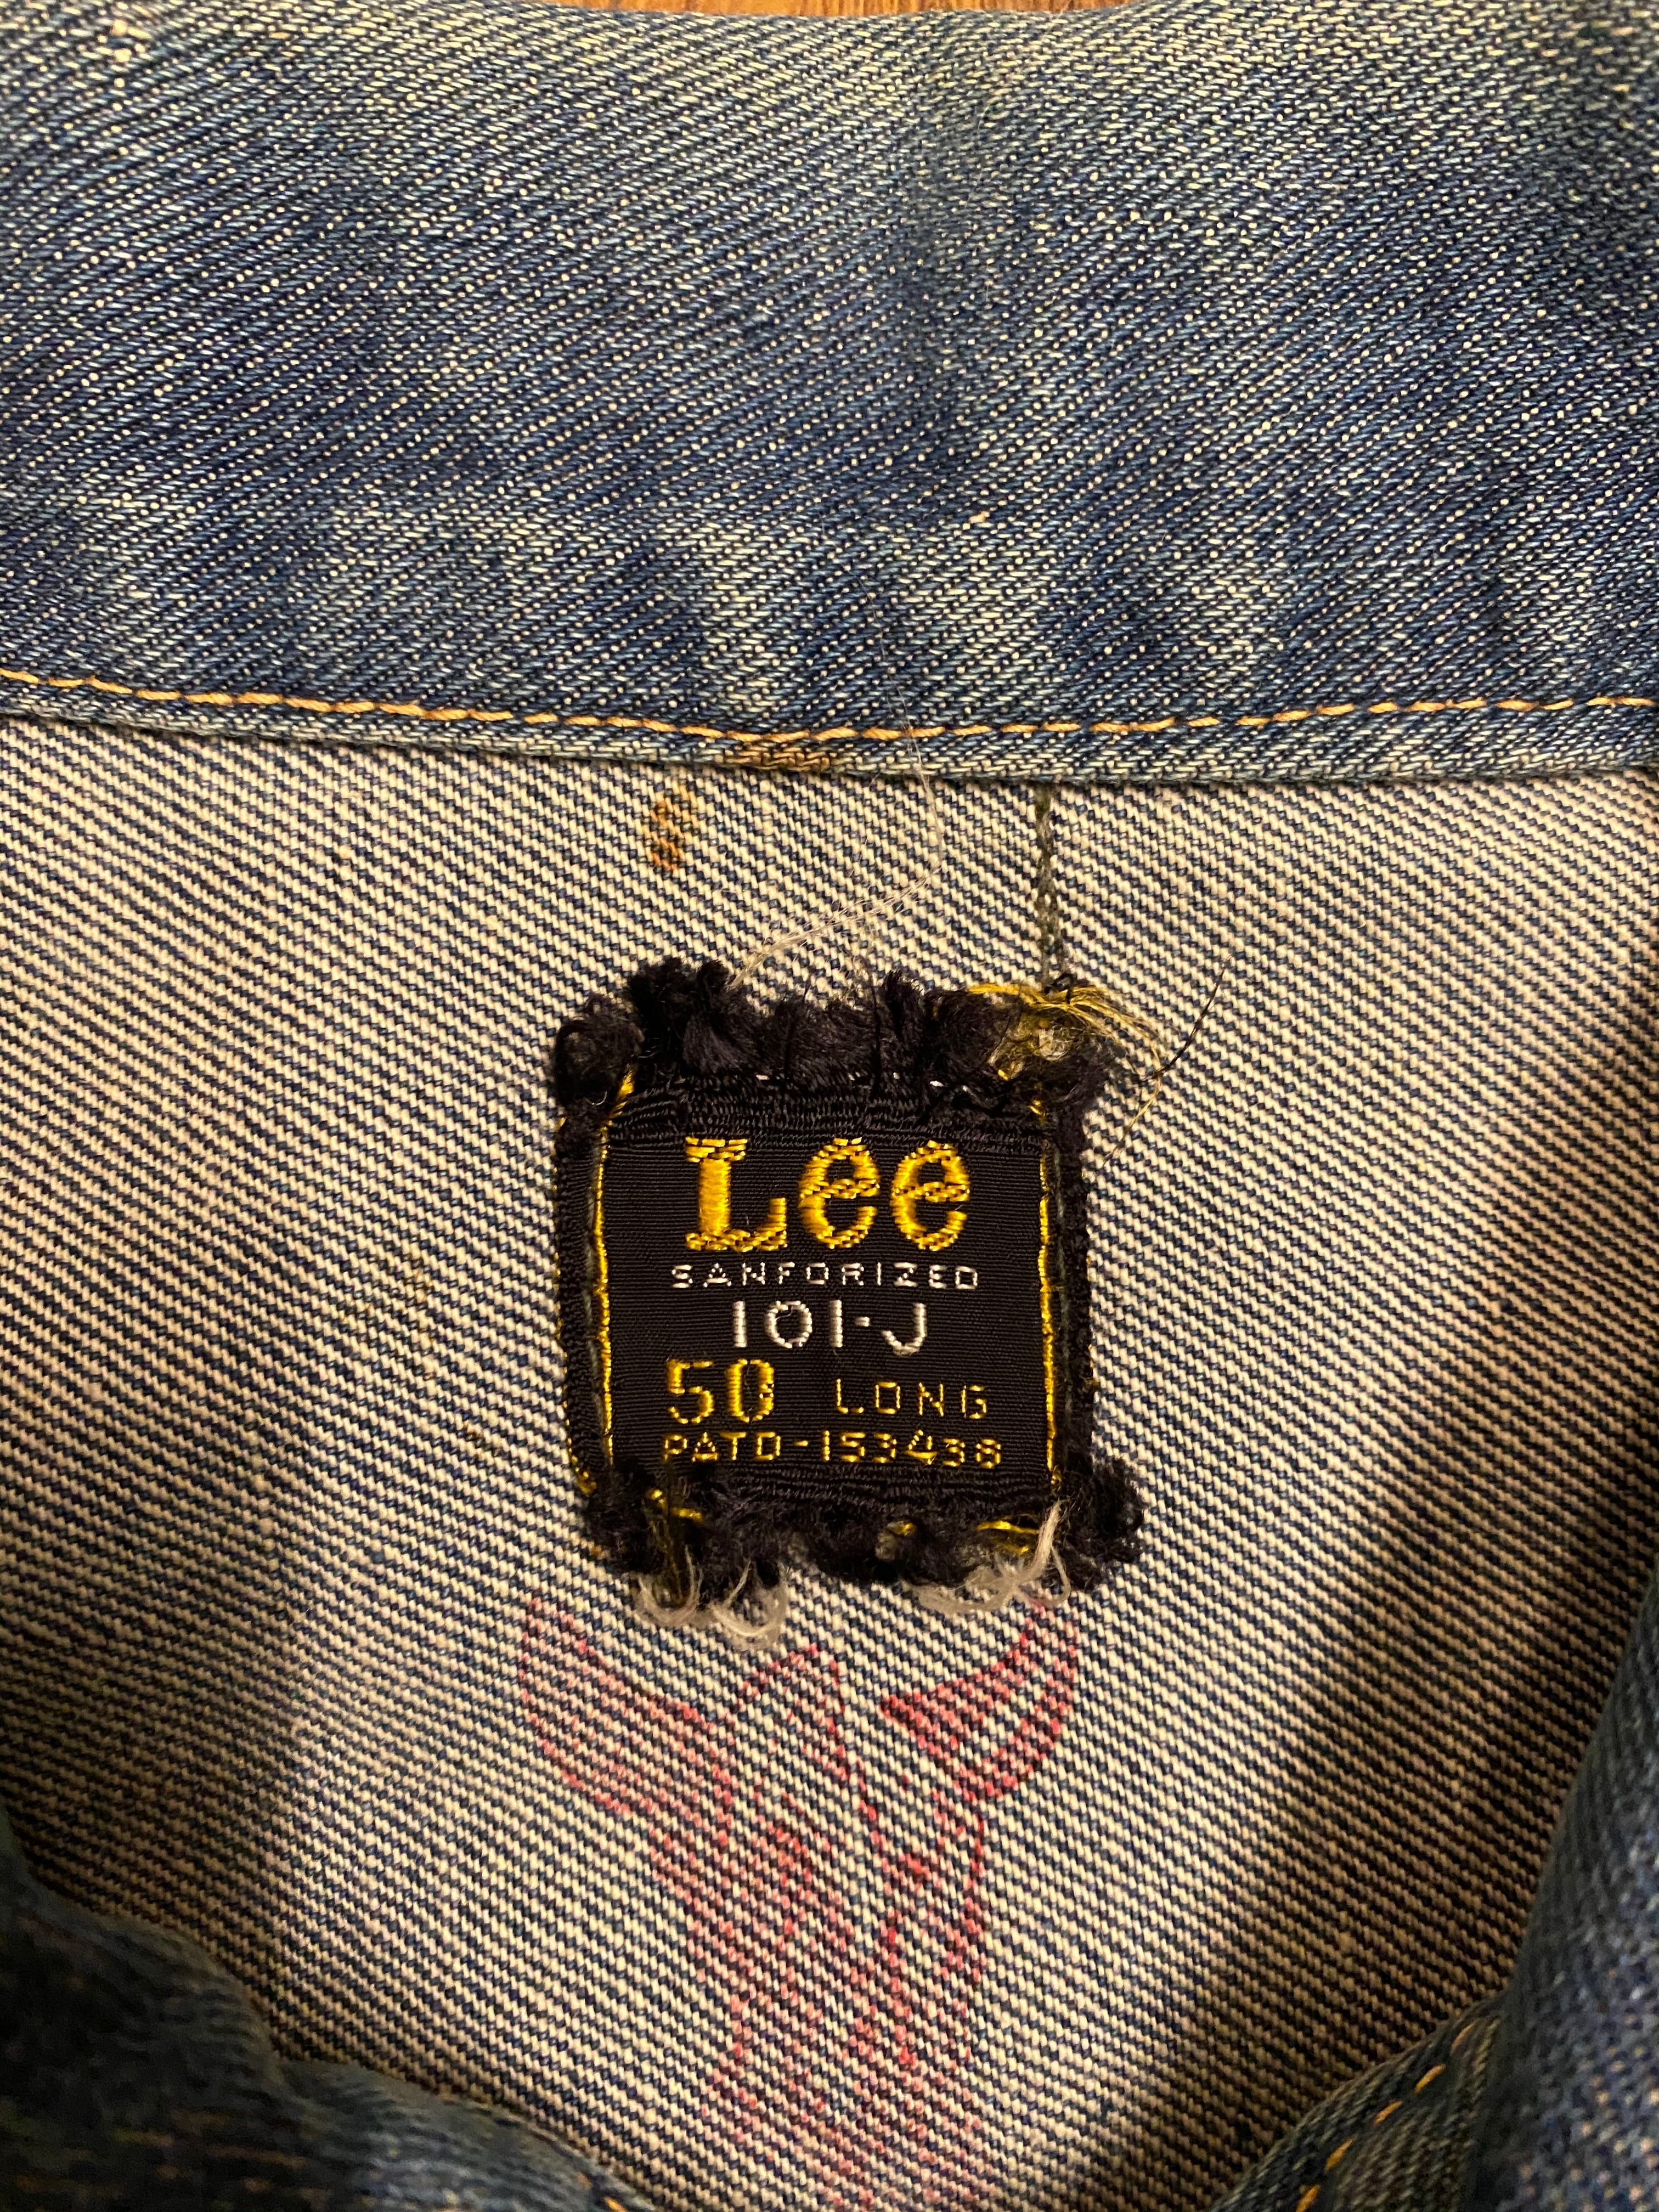 Lee
SANFORIZED
101-J
50 LONG
PATD-153438